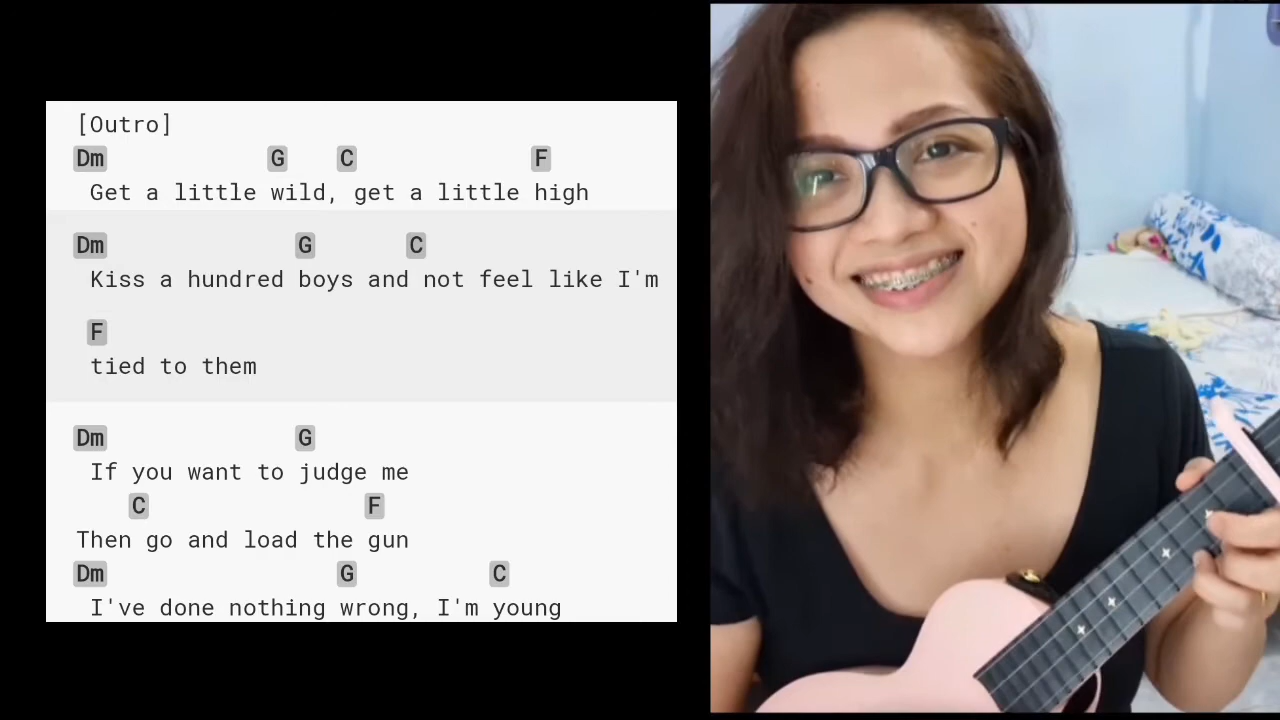 [Outro]
Dm G C F
Get a little wild, get a little high
Dm G C
Kiss a hundred boys and not feel like I'm
F
tied to them
Dm G
If you want to judge me
C F
Then go and load the gun
Dm G C
I've done nothing wrong, I'm young